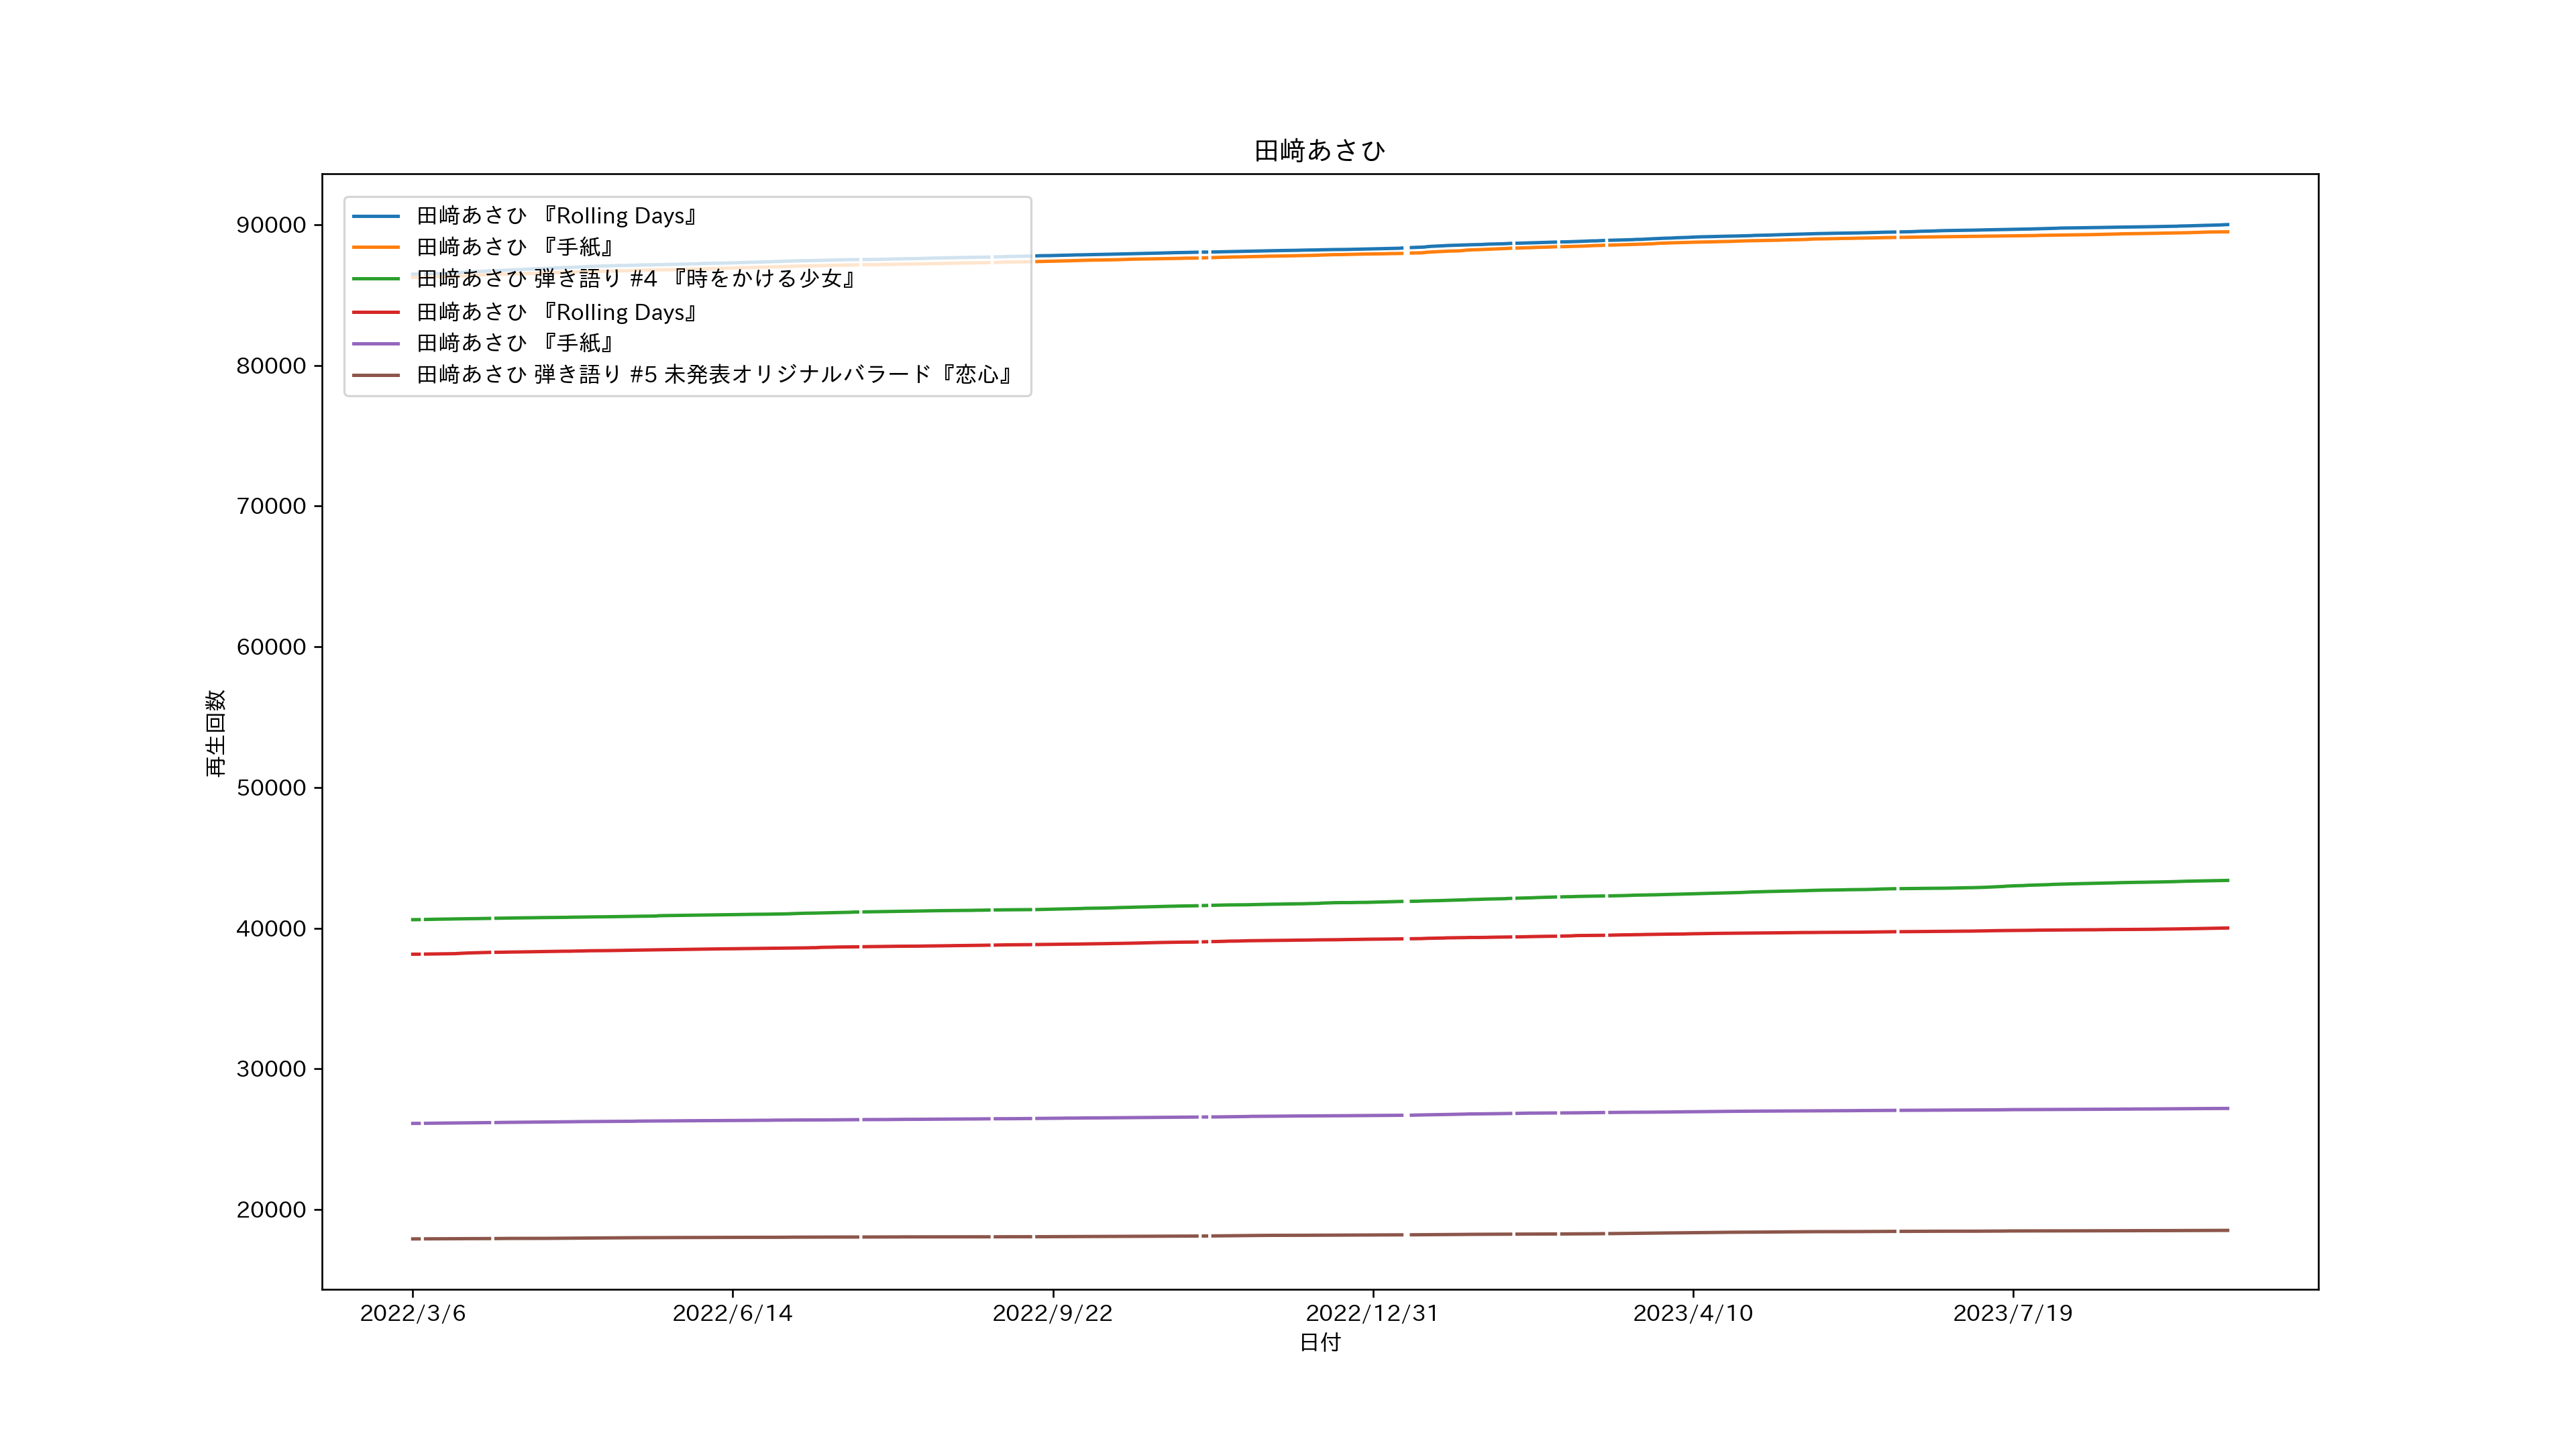 田﨑あさひ
田﨑あさひ 『Rolling Days』
田﨑あさひ 『手紙』
田﨑あさひ 弾き語り #4 『時をかける少女』
田﨑あさひ 『Rolling Days』
田﨑あさひ 『手紙』
田﨑あさひ 弾き語り #5 未発表オリジナルバラード『恋心』
90000
80000
70000
60000
50000
40000
30000
20000
再生回数
2022/3/6
2022/6/14
2022/9/22
2022/12/31
2023/4/10
2023/7/19
日付